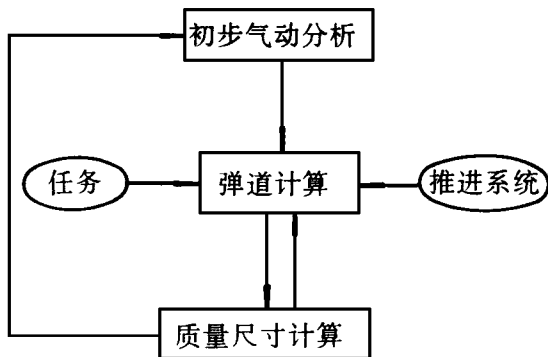 初步气动分析
任务
弹道计算
推进系统
质量尺寸计算